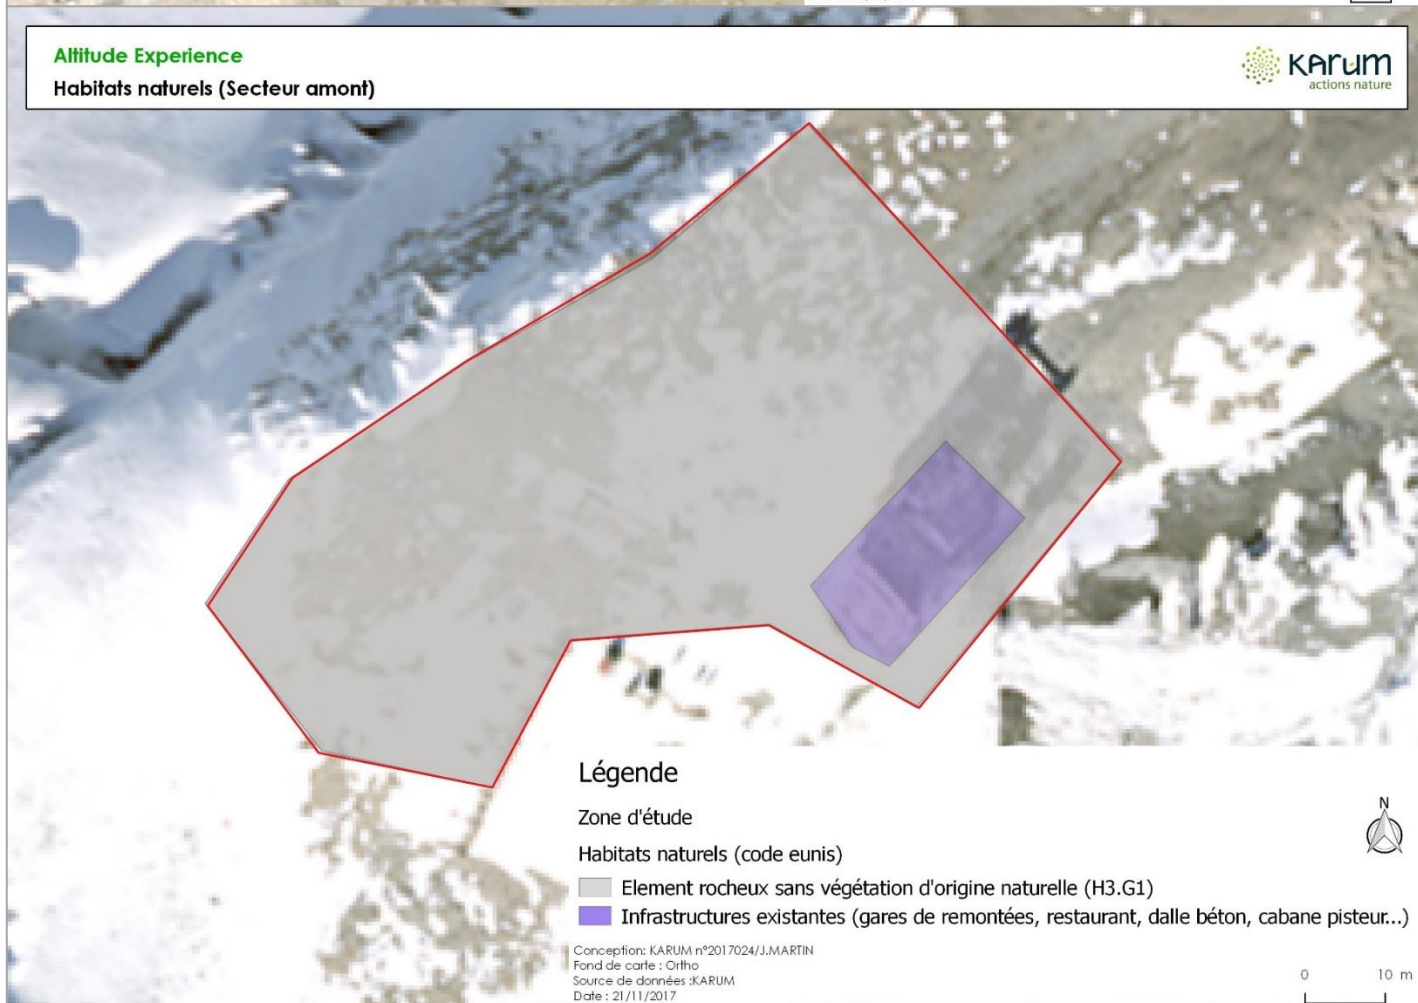 Altitude Experience
Habitats naturels (Secteur amont)
KARUM
actions nature
Légende
Zone d'étude
Habitats naturels (code eunis)
Element rocheux sans végétation d'origine naturelle (H3.G1)
Infrastructures existantes (gares de remontées, restaurant, dalle béton, cabane pisteur...)
N
Conception: KARUM n°2017024/J.MARTIN
Fond de carte : Ortho
Source de données :KARUM
Date : 21/11/2017
0 10 m